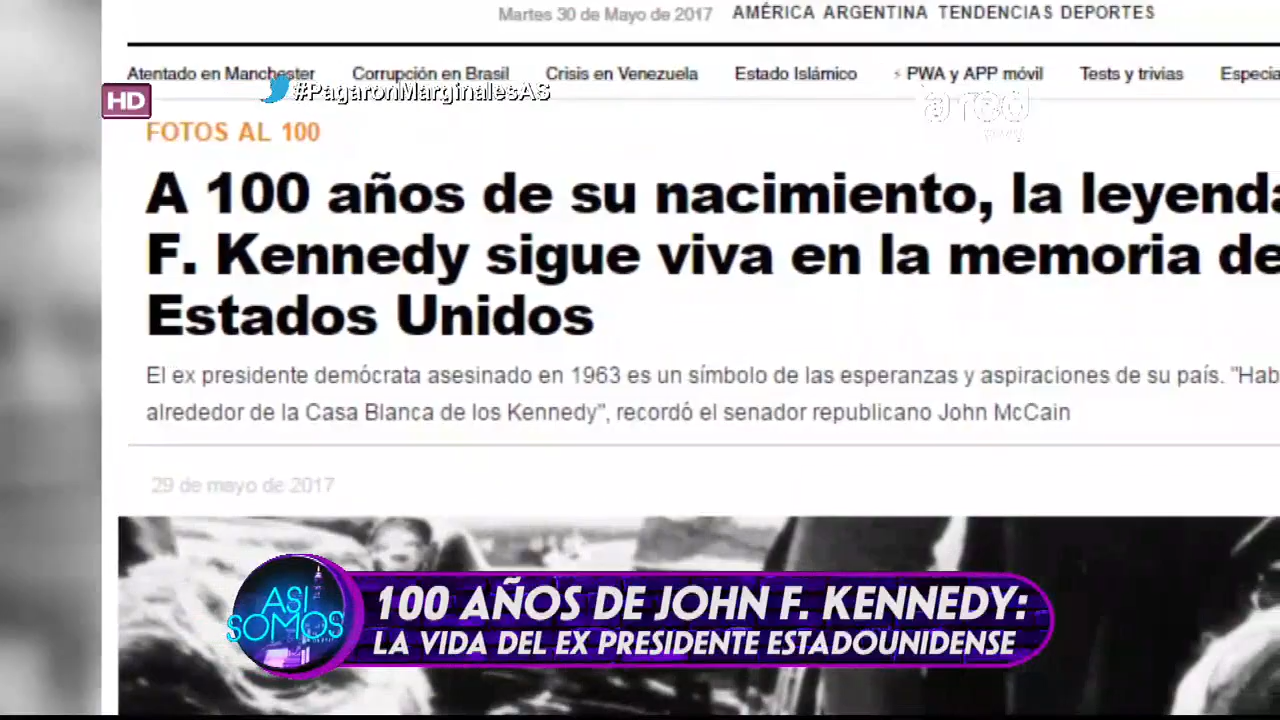 Martes 30 de Mayo de 2017 AMÉRICA ARGENTINA TENDENCIAS DEPORTES
Atentado en Manchester Corrupción en Brasil Crisis en Venezuela Estado Islámico ⚡ PWA y APP móvil Tests y trivias Especia
HD
#PagaronMarginalesAS
a red
FOTOS AL 100
A 100 años de su nacimiento, la leyenda
F. Kennedy sigue viva en la memoria de
Estados Unidos
El ex presidente demócrata asesinado en 1963 es un símbolo de las esperanzas y aspiraciones de su país. "Hab
alrededor de la Casa Blanca de los Kennedy", recordó el senador republicano John McCain
29 de mayo de 2017
ASI
SOMOS
100 AÑOS DE JOHN F. KENNEDY:
LA VIDA DEL EX PRESIDENTE ESTADOUNIDENSE